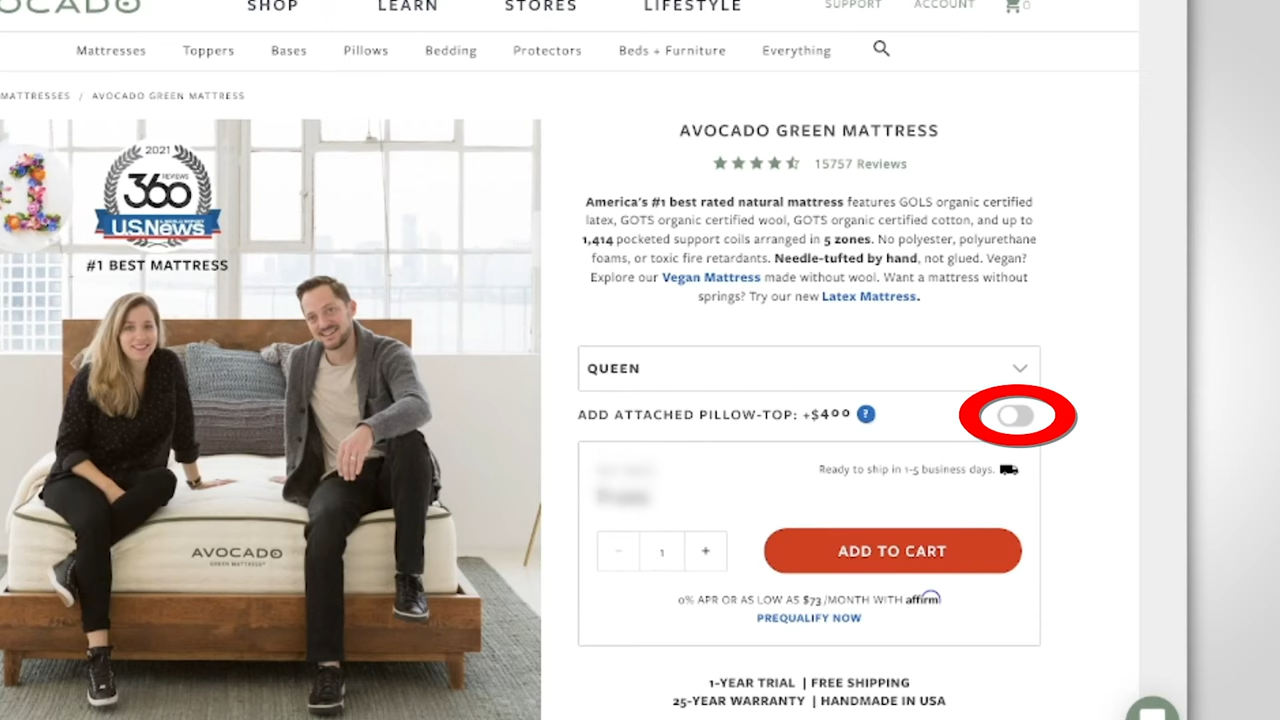 SHOP LEARN STORES LIFESTYLE SUPPORT ACCOUNT 0
Mattresses Toppers Bases Pillows Bedding Protectors Beds + Furniture Everything
MATTRESSES / AVOCADO GREEN MATTRESS
#1
2021
360
REVIEWS
U.S.News
#1 BEST MATTRESS
AVOCADO
GREEN MATTRESS
AVOCADO GREEN MATTRESS
15757 Reviews
America's #1 best rated natural mattress features GOLS organic certified
latex, GOTS organic certified wool, GOTS organic certified cotton, and up to
1,414 pocketed support coils arranged in 5 zones. No polyester, polyurethane
foams, or toxic fire retardants. Needle-tufted by hand, not glued. Vegan?
Explore our Vegan Mattress made without wool. Want a mattress without
springs? Try our new Latex Mattress.
QUEEN
ADD ATTACHED PILLOW-TOP: +$400 ?
Ready to ship in 1-5 business days.
- 1 +
ADD TO CART
0% APR OR AS LOW AS $73 /MONTH WITH affirm
PREQUALIFY NOW
1-YEAR TRIAL | FREE SHIPPING
25-YEAR WARRANTY | HANDMADE IN USA